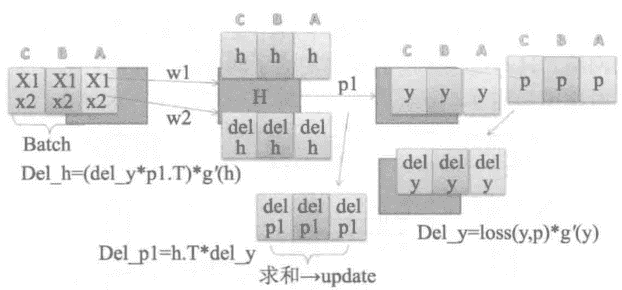 C B A
C B A
C B A
C B A
X1 X1 X1
x2 x2 x2
w1
w2
h h h
H
del del del
h h h
p1
y y y
p p p
Batch
Del_h=(del_y*p1.T)*g'(h)
del del del
y y y
del del del
p1 p1 p1
Del_p1=h.T*del_y
Del_y=loss(y,p)*g'(y)
求和→update